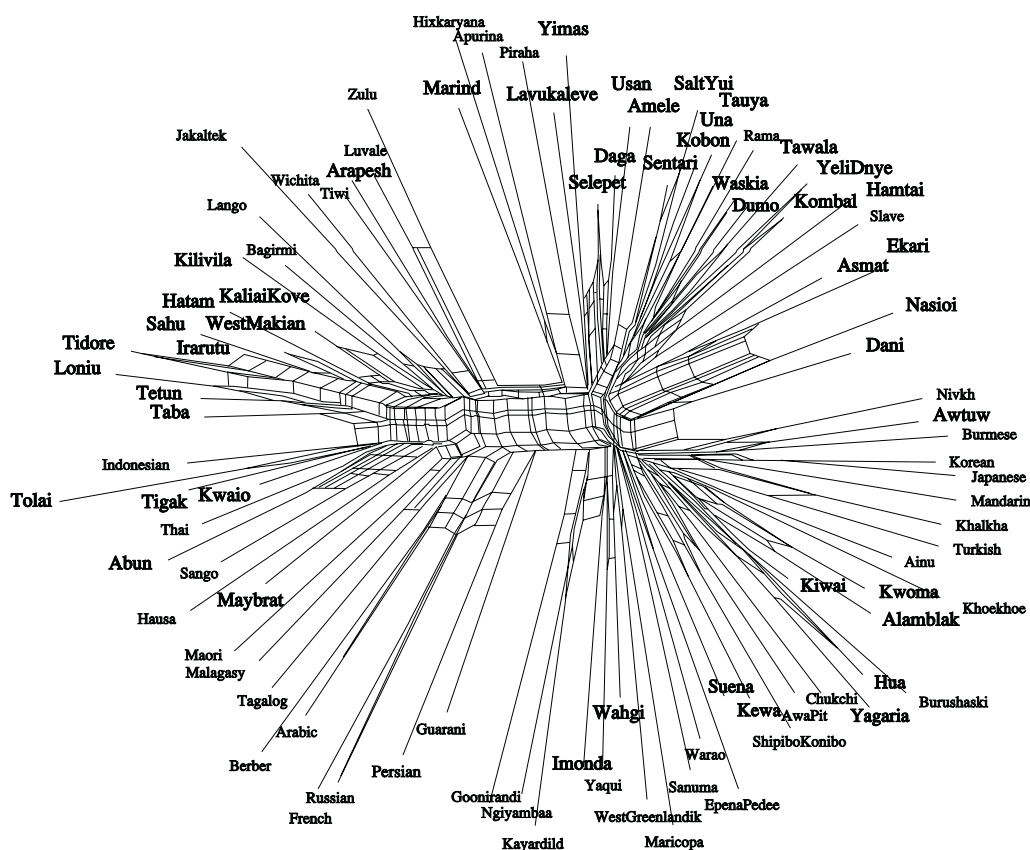 Hixkaryana
Apurina
Yimas
Piraha
Marind
Lavukaleve
Usan
SaltYui
Zulu
Amele
Tauya
Una
Jakaltek
Kobon
Rama
Luvale
Tawala
Arapesh
Daga
Sentari
YeliDnye
Wichita
Tiwi
Selepet
Waskia
Hamtai
Lango
Dumo
Kombal
Slave
Bagirmi
Ekari
Kilivila
Asmat
Hatam
KaliaiKove
Nasioi
Sahu
WestMakian
Tidore
Irarutu
Dani
Loniu
Tetun
Nivkh
Taba
Awtuw
Burmese
Indonesian
Korean
Japanese
Tolai
Tigak
Kwaio
Mandarin
Thai
Khalkha
Turkish
Abun
Sango
Ainu
Maybrat
Kiwai
Kwoma
Hausa
Khoekhoe
Alamblak
Maori
Malagasy
Hua
Tagalog
Suena
Chukchi
Burushaski
Arabic
Guarani
Wahgi
Kewa
AwaPit
Yagaria
ShipiboKonibo
Berber
Persian
Imonda
Warao
Yaqui
Sanuma
Russian
Goonirandi
EpenaPedee
French
Ngiyambaa
WestGreenlandik
Kayardild
Maricopa